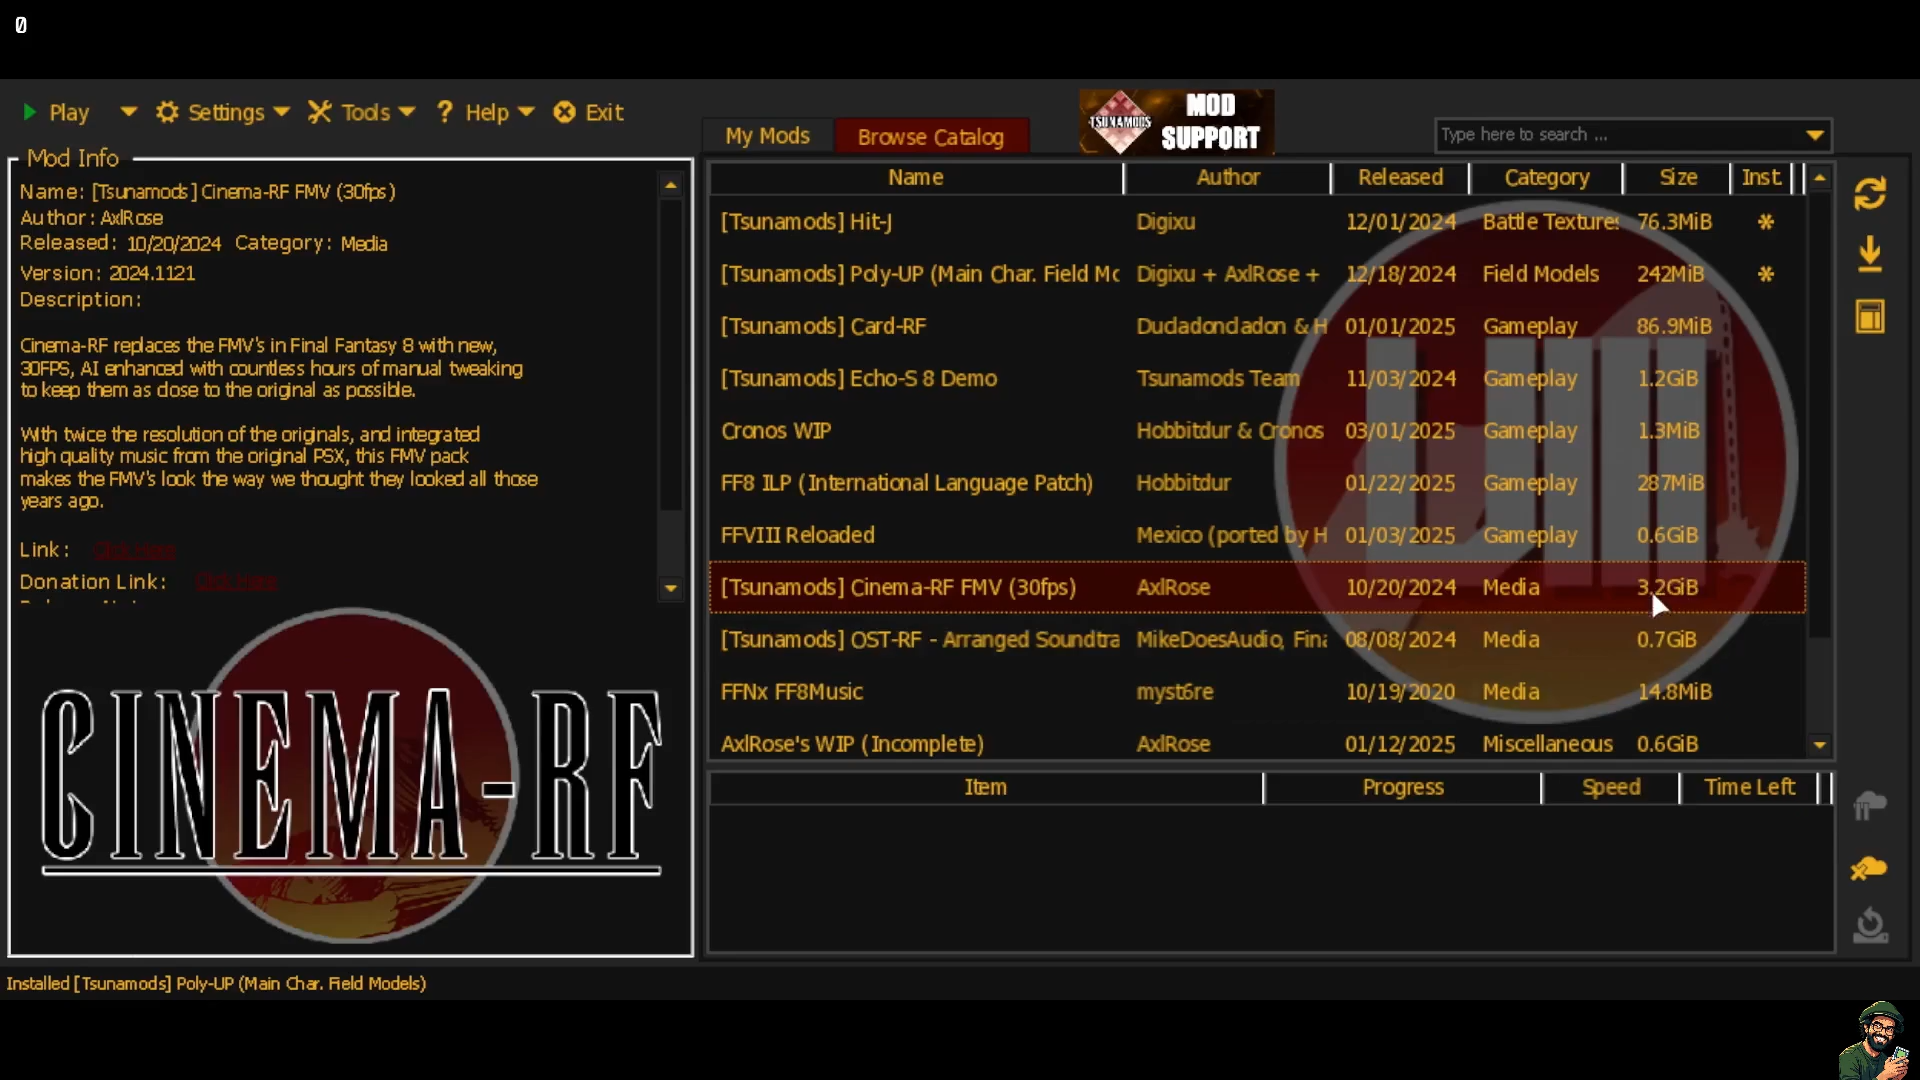 0
Play Settings Tools Help Exit
My Mods Browse Catalog
TSUNAMODS MOD SUPPORT
Type here to search ...
Mod Info
Name: [Tsunamods] Cinema-RF FMV (30fps)
Author: AxlRose
Released: 10/20/2024 Category: Media
Version: 2024.1121
Description:
Cinema-RF replaces the FMV's in Final Fantasy 8 with new,
30FPS, AI enhanced with countless hours of manual tweaking
to keep them as close to the original as possible.
With twice the resolution of the originals, and integrated
high quality music from the original PSX, this FMV pack
makes the FMV's look the way we thought they looked all those
years ago.
Link: Click Here
Donation Link: Click Here
CINEMA-RF
Name Author Released Category Size Inst.
[Tsunamods] Hit-J Digixu 12/01/2024 Battle Textures 76.3MiB *
[Tsunamods] Poly-UP (Main Char. Field Mo Digixu + AxlRose + 12/18/2024 Field Models 242MiB *
[Tsunamods] Card-RF Dudadondadon & H 01/01/2025 Gameplay 86.9MiB
[Tsunamods] Echo-S 8 Demo Tsunamods Team 11/03/2024 Gameplay 1.2GiB
Cronos WIP Hobbitdur & Cronos 03/01/2025 Gameplay 1.3MiB
FF8 ILP (International Language Patch) Hobbitdur 01/22/2025 Gameplay 287MiB
FFVIII Reloaded Mexico (ported by H 01/03/2025 Gameplay 0.6GiB
[Tsunamods] Cinema-RF FMV (30fps) AxlRose 10/20/2024 Media 3.2GiB
[Tsunamods] OST-RF - Arranged Soundtra MikeDoesAudio, Fina 08/08/2024 Media 0.7GiB
FFNx FF8Music myst6re 10/19/2020 Media 14.8MiB
AxlRose's WIP (Incomplete) AxlRose 01/12/2025 Miscellaneous 0.6GiB
Item Progress Speed Time Left
Installed [Tsunamods] Poly-UP (Main Char. Field Models)